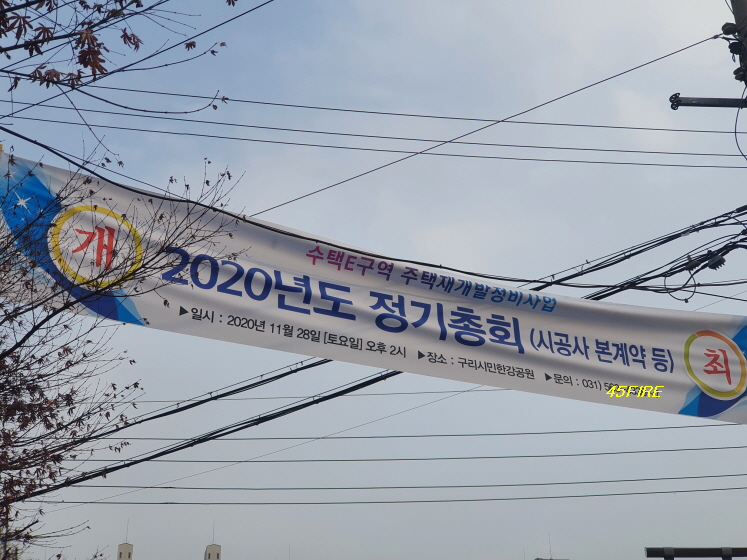 개
수택E구역 주택재개발정비사업
2020년도 정기총회 (시공사 본계약 등)
▶일시 : 2020년 11월 28일 [토요일] 오후 2시 ▶장소 : 구리시민한강공원 ▶문의 : 031)
최
45FIRE